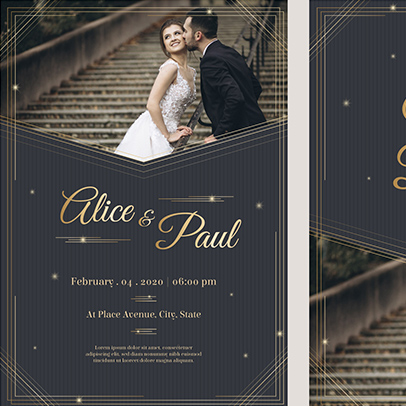 Alice &
Paul
February . 04 . 2020 | 06:00 pm
At Place Avenue, City, State
Lorem ipsum dolor sit amet, consectetuer
adipiscing elit, sed diam nonummy nibh euismod
tincidunt ut laoreet dolore magna aliquam.